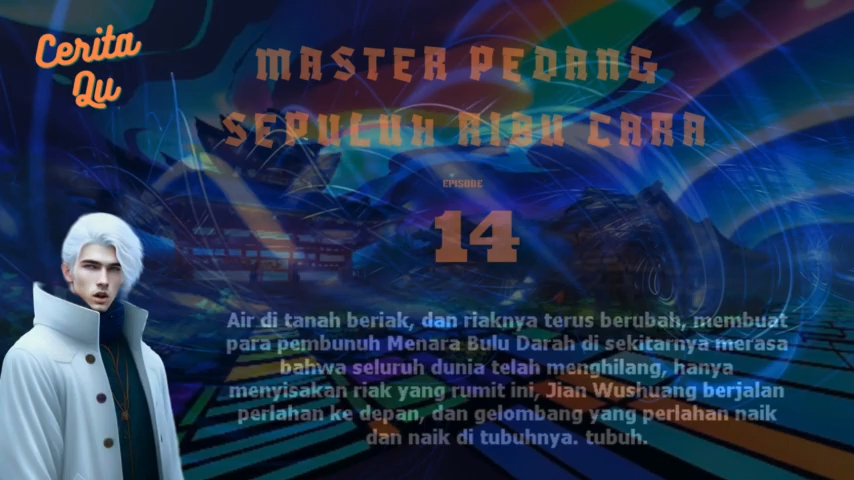 Cerita
Qu
MASTER PEDANG
SEPULUH RIBU CARA
EPISODE
14
Air di tanah beriak, dan riaknya terus berubah, membuat
para pembunuh Menara Bulu Darah di sekitarnya merasa
bahwa seluruh dunia telah menghilang, hanya
menyisakan riak yang rumit ini, Jian Wushuang berjalan
perlahan ke depan, dan gelombang yang perlahan naik
dan naik di tubuhnya. tubuh.